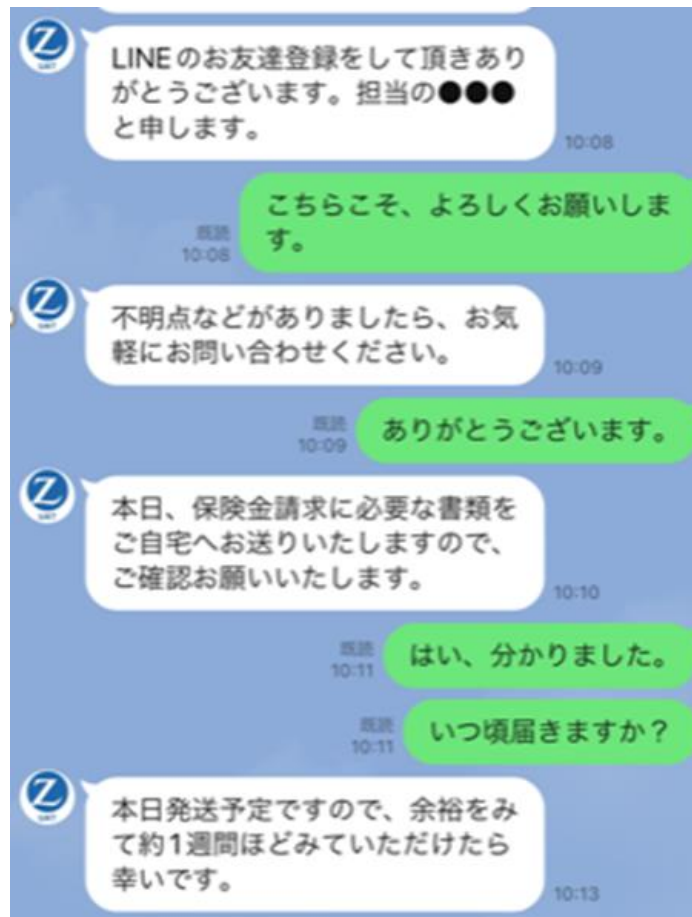 Z
LINEのお友達登録をして頂きあり
がとうございます。担当の●●●
と申します。
10:08
こちらこそ、よろしくお願いしま
す。
既読
10:08
Z
不明点などがありましたら、お気
軽にお問い合わせください。
10:09
既読
10:09
ありがとうございます。
Z
本日、保険金請求に必要な書類を
ご自宅へお送りいたしますので、
ご確認お願いいたします。
10:10
既読
10:11
はい、分かりました。
既読
10:11
いつ頃届きますか？
Z
本日発送予定ですので、余裕をみ
て約1週間ほどみていただけたら
幸いです。
10:13